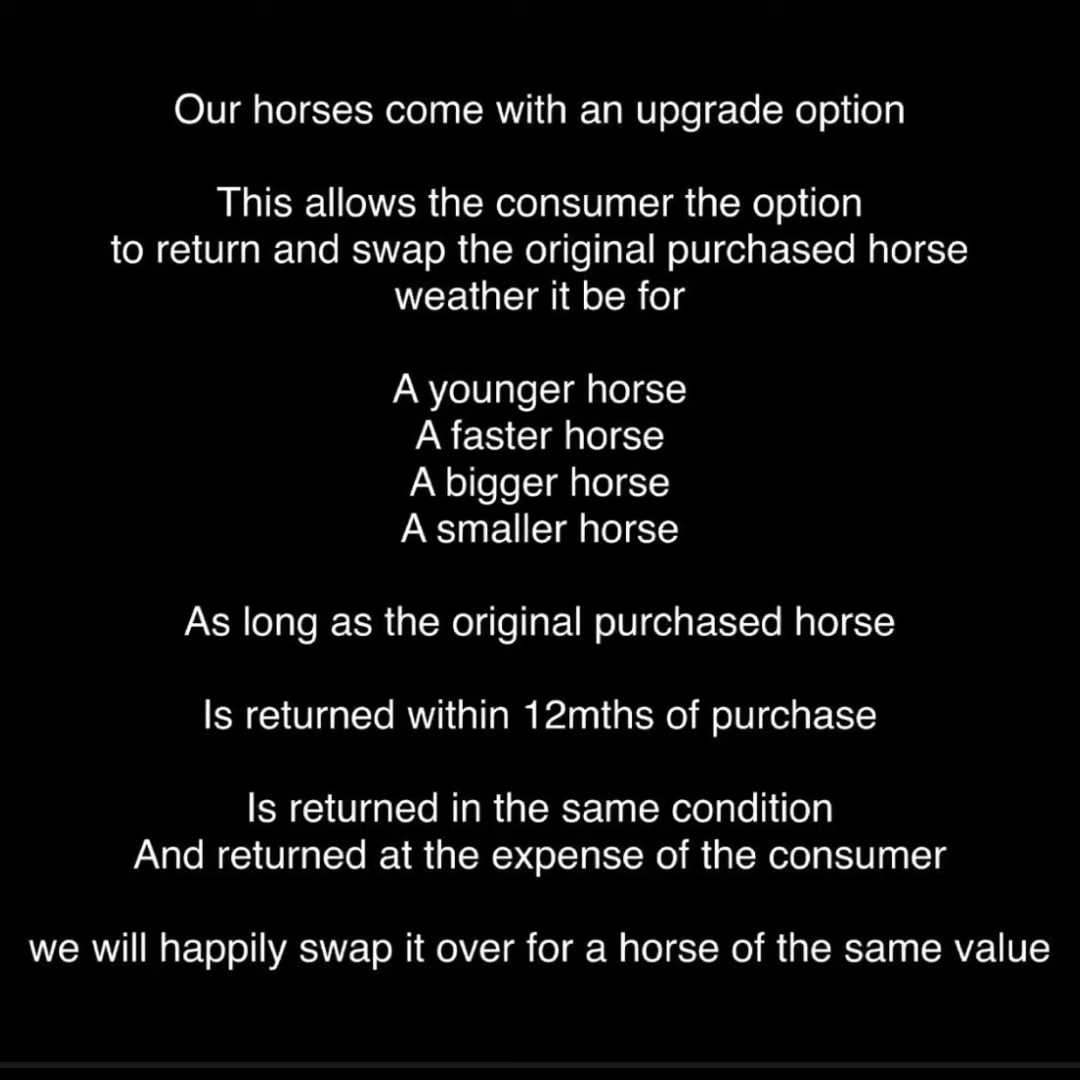 Our horses come with an upgrade option
This allows the consumer the option
to return and swap the original purchased horse
weather it be for
A younger horse
A faster horse
A bigger horse
A smaller horse
As long as the original purchased horse
Is returned within 12mths of purchase
Is returned in the same condition
And returned at the expense of the consumer
we will happily swap it over for a horse of the same value